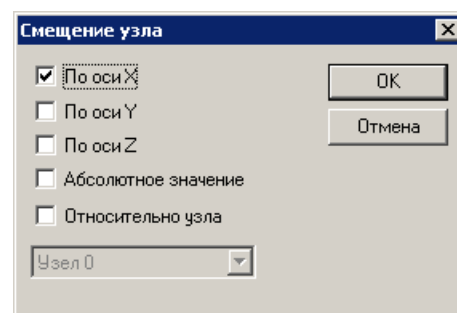 Смещение узла
По оси X
OK
По оси Y
Отмена
По оси Z
Абсолютное значение
Относительно узла
Узел 0